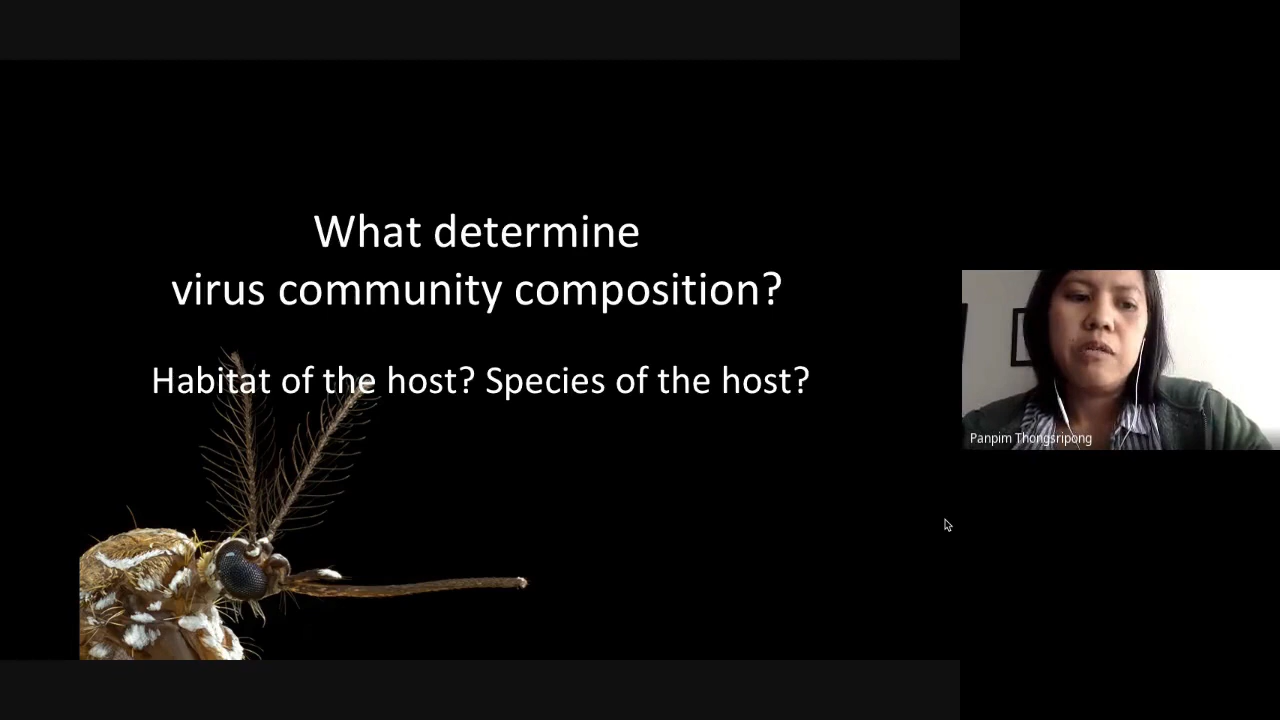 What determine
virus community composition?
Habitat of the host? Species of the host?
Panpim Thongsripong